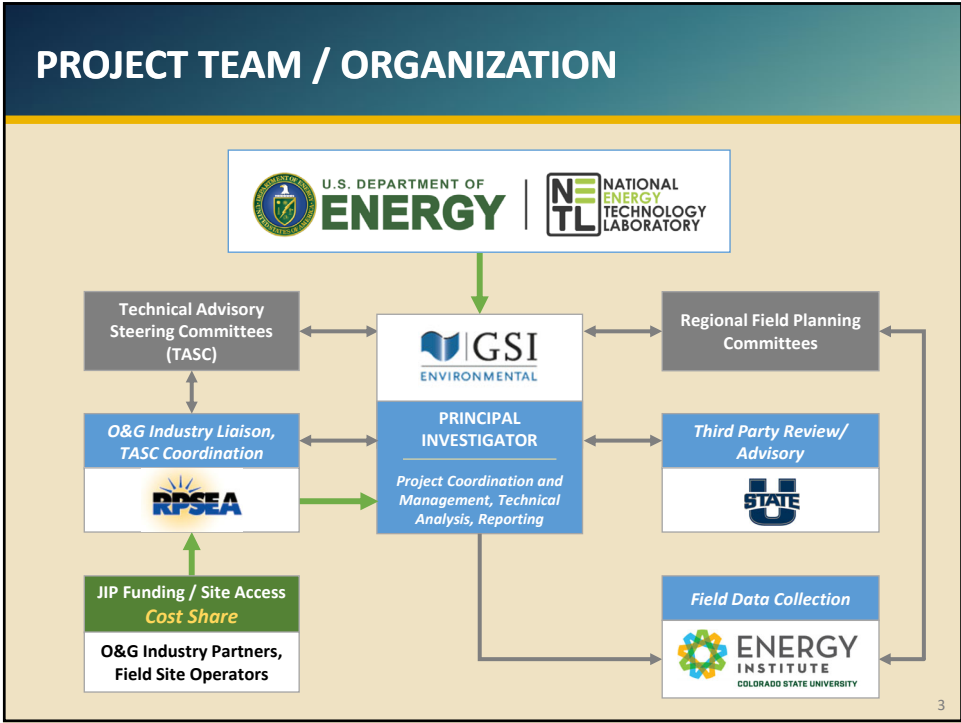 PROJECT TEAM / ORGANIZATION
U.S. DEPARTMENT OF
ENERGY
NE
TL
NATIONAL
ENERGY
TECHNOLOGY
LABORATORY
Technical Advisory
Steering Committees
(TASC)
GSI
ENVIRONMENTAL
Regional Field Planning
Committees
O&G Industry Liaison,
TASC Coordination
RPSEA
PRINCIPAL
INVESTIGATOR
Project Coordination and
Management, Technical
Analysis, Reporting
Third Party Review/
Advisory
U
STATE
JIP Funding / Site Access
Cost Share
O&G Industry Partners,
Field Site Operators
Field Data Collection
ENERGY
INSTITUTE
COLORADO STATE UNIVERSITY
3